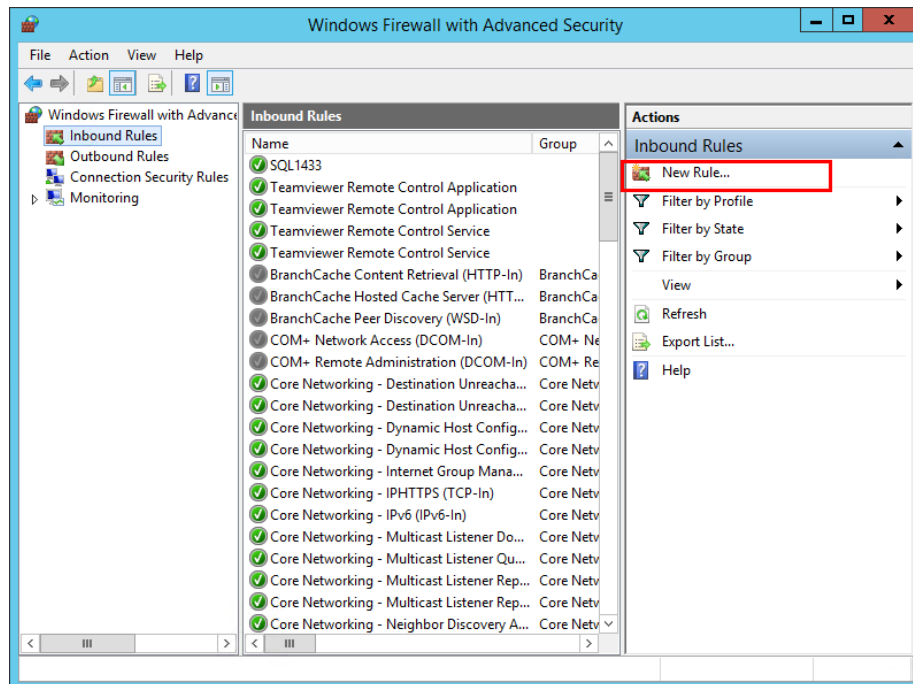 Windows Firewall with Advanced Security
File Action View Help
Windows Firewall with Advance
Inbound Rules
Outbound Rules
Connection Security Rules
Monitoring
Inbound Rules
Name Group
SQL1433
Teamviewer Remote Control Application
Teamviewer Remote Control Application
Teamviewer Remote Control Service
Teamviewer Remote Control Service
BranchCache Content Retrieval (HTTP-In) BranchCa
BranchCache Hosted Cache Server (HTT... BranchCa
BranchCache Peer Discovery (WSD-In) BranchCa
COM+ Network Access (DCOM-In) COM+ Ne
COM+ Remote Administration (DCOM-In) COM+ Re
Core Networking - Destination Unreacha... Core Netv
Core Networking - Destination Unreacha... Core Netv
Core Networking - Dynamic Host Config... Core Netv
Core Networking - Dynamic Host Config... Core Netv
Core Networking - Internet Group Mana... Core Netv
Core Networking - IPHTTPS (TCP-In) Core Netv
Core Networking - IPv6 (IPv6-In) Core Netv
Core Networking - Multicast Listener Do... Core Netv
Core Networking - Multicast Listener Qu... Core Netv
Core Networking - Multicast Listener Rep... Core Netv
Core Networking - Multicast Listener Rep... Core Netv
Core Networking - Neighbor Discovery A... Core Netv
Actions
Inbound Rules
New Rule...
Filter by Profile
Filter by State
Filter by Group
View
Refresh
Export List...
Help